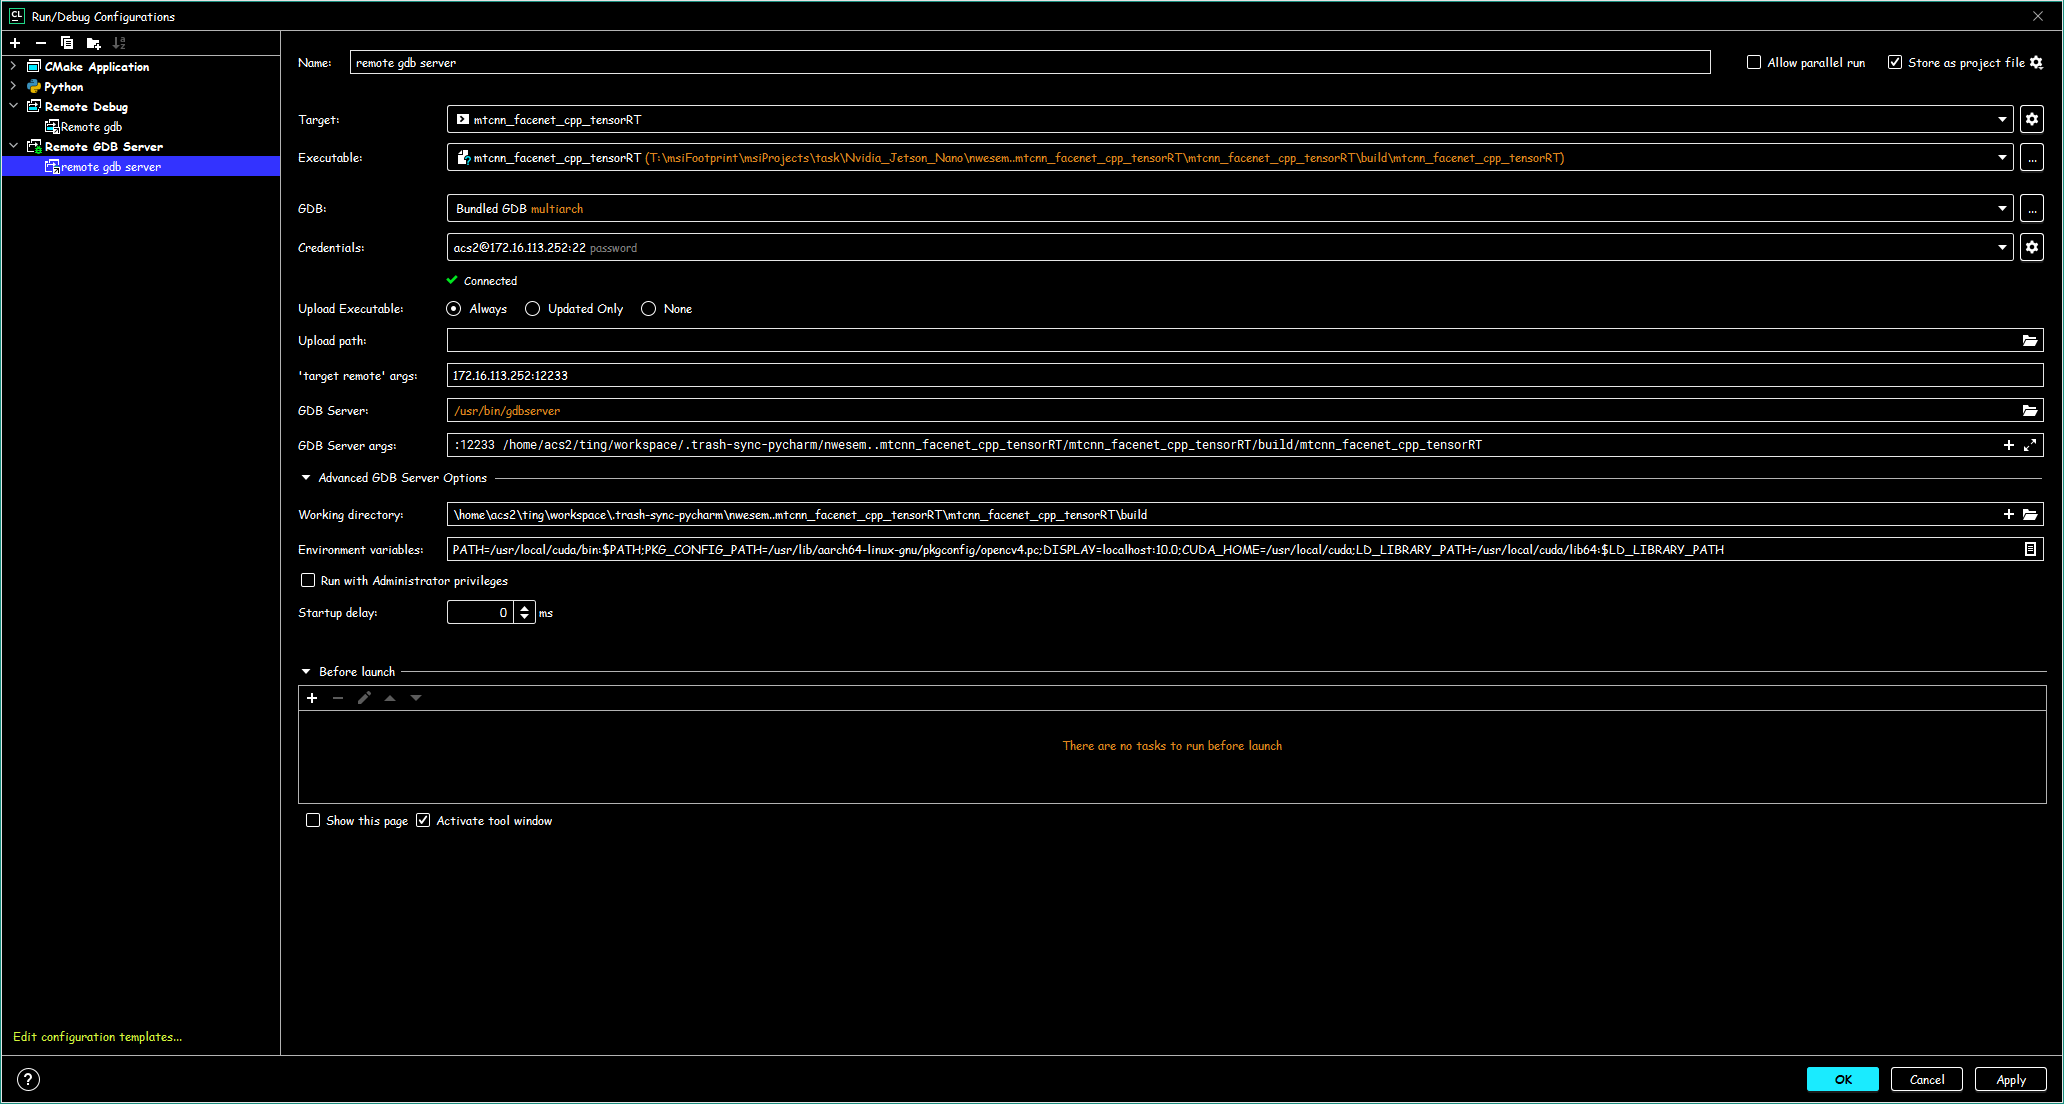 CL Run/Debug Configurations
CMake Application
Python
Remote Debug
Remote gdb
Remote GDB Server
remote gdb server
Edit configuration templates...
Name: remote gdb server
Allow parallel run
Store as project file
Target: mtcnn_facenet_cpp_tensorRT
Executable: mtcnn_facenet_cpp_tensorRT (T:\msiFootprint\msiProjects\task\Nvidia_Jetson_Nano\nwesem..mtcnn_facenet_cpp_tensorRT\mtcnn_facenet_cpp_tensorRT\build\mtcnn_facenet_cpp_tensorRT)
...
GDB: Bundled GDB multiarch
...
Credentials: acs2@172.16.113.252:22 password
Connected
Upload Executable: Always Updated Only None
Upload path:
'target remote' args: 172.16.113.252:12233
GDB Server: /usr/bin/gdbserver
GDB Server args: :12233 /home/acs2/ting/workspace/.trash-sync-pycharm/nwesem..mtcnn_facenet_cpp_tensorRT/mtcnn_facenet_cpp_tensorRT/build/mtcnn_facenet_cpp_tensorRT
Advanced GDB Server Options
Working directory: \home\acs2\ting\workspace\.trash-sync-pycharm\nwesem..mtcnn_facenet_cpp_tensorRT\mtcnn_facenet_cpp_tensorRT\build
Environment variables: PATH=/usr/local/cuda/bin:$PATH;PKG_CONFIG_PATH=/usr/lib/aarch64-linux-gnu/pkgconfig/opencv4.pc;DISPLAY=localhost:10.0;CUDA_HOME=/usr/local/cuda;LD_LIBRARY_PATH=/usr/local/cuda/lib64:$LD_LIBRARY_PATH
Run with Administrator privileges
Startup delay: 0 ms
Before launch
There are no tasks to run before launch
Show this page Activate tool window
? OK Cancel Apply